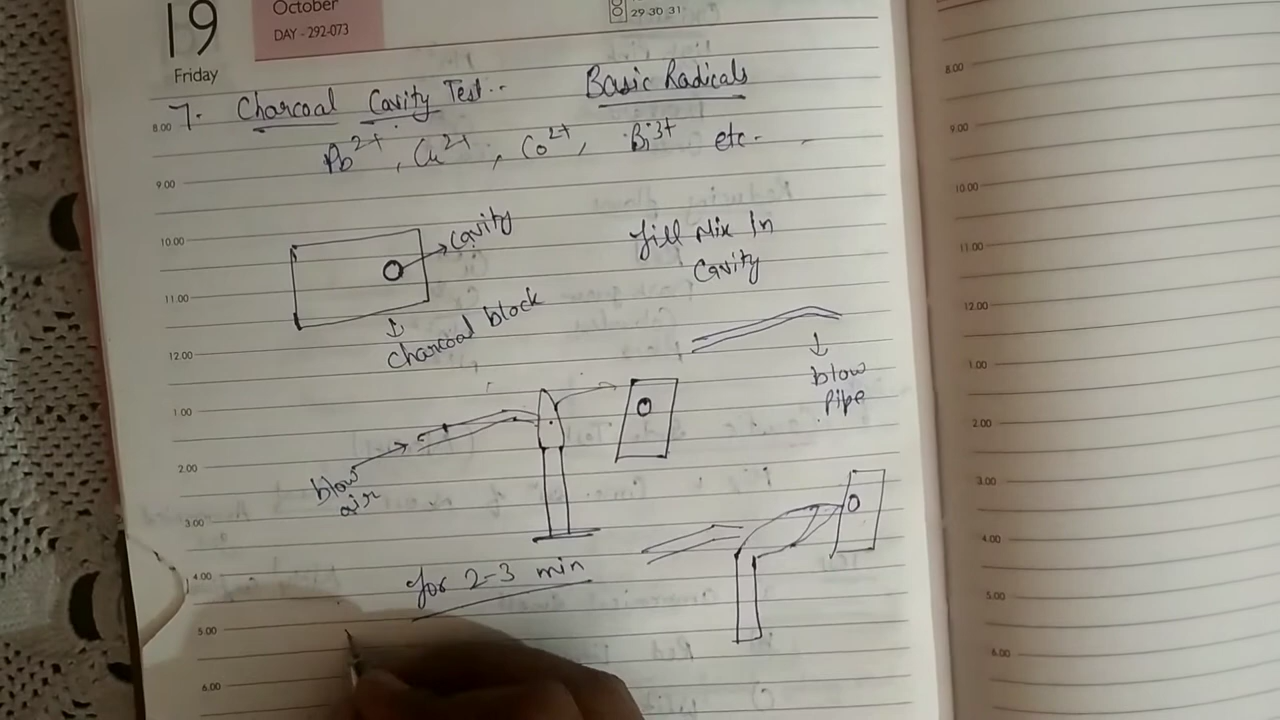 19
October
DAY - 292-073
29 30 31
Friday
7. Charcoal Cavity Test.. Basic Radicals
Pb2+, Cu2+, Co2+, Bi3+ etc.
cavity
fill Mix In
Cavity
charcoal block
blow
Pipe
blow
air
for 2-3 min
8.00
9.00
10.00
11.00
12.00
1.00
2.00
3.00
4.00
5.00
6.00
8.00
9.00
10.00
11.00
12.00
1.00
2.00
3.00
4.00
5.00
6.00